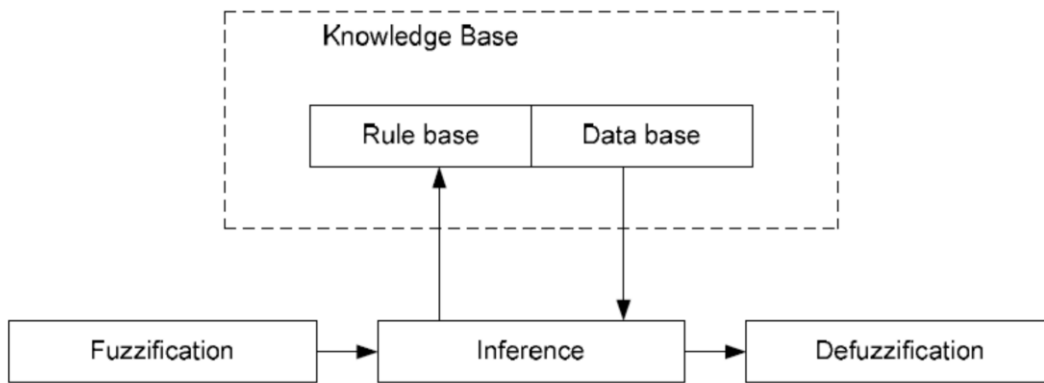 Knowledge Base
Rule base
Data base
Fuzzification
Inference
Defuzzification